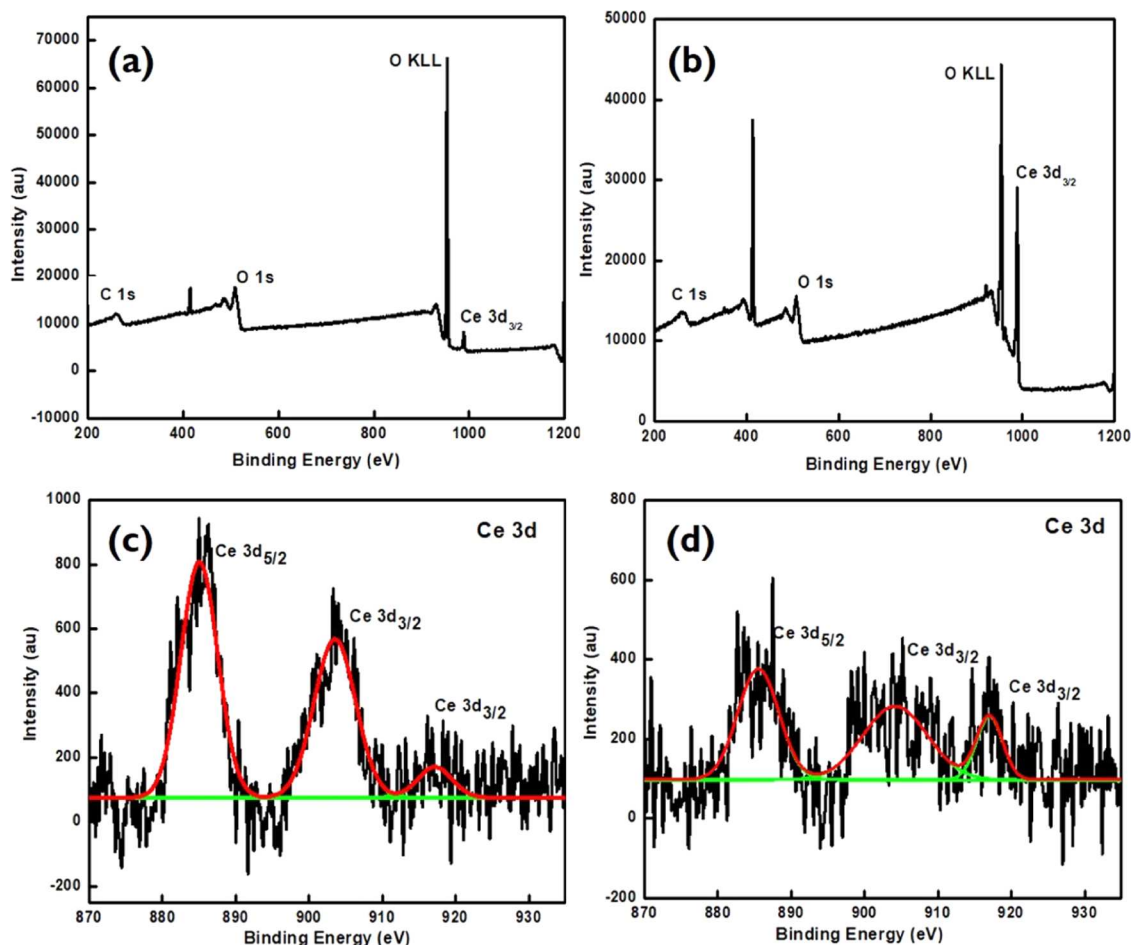 (a)
70000
60000
50000
40000
30000
20000
10000
0
-10000
Intensity (au)
O KLL
C 1s
O 1s
Ce 3d3/2
200 400 600 800 1000 1200
Binding Energy (eV)
(b)
50000
40000
30000
20000
10000
0
Intensity (au)
O KLL
Ce 3d3/2
C 1s
O 1s
200 400 600 800 1000 1200
Binding Energy (eV)
(c)
Ce 3d
1000
800
600
400
200
0
-200
Intensity (au)
Ce 3d5/2
Ce 3d3/2
Ce 3d3/2
870 880 890 900 910 920 930
Binding Energy (eV)
(d)
Ce 3d
800
600
400
200
0
-200
Intensity (au)
Ce 3d5/2
Ce 3d3/2
Ce 3d3/2
870 880 890 900 910 920 930
Binding Energy (eV)